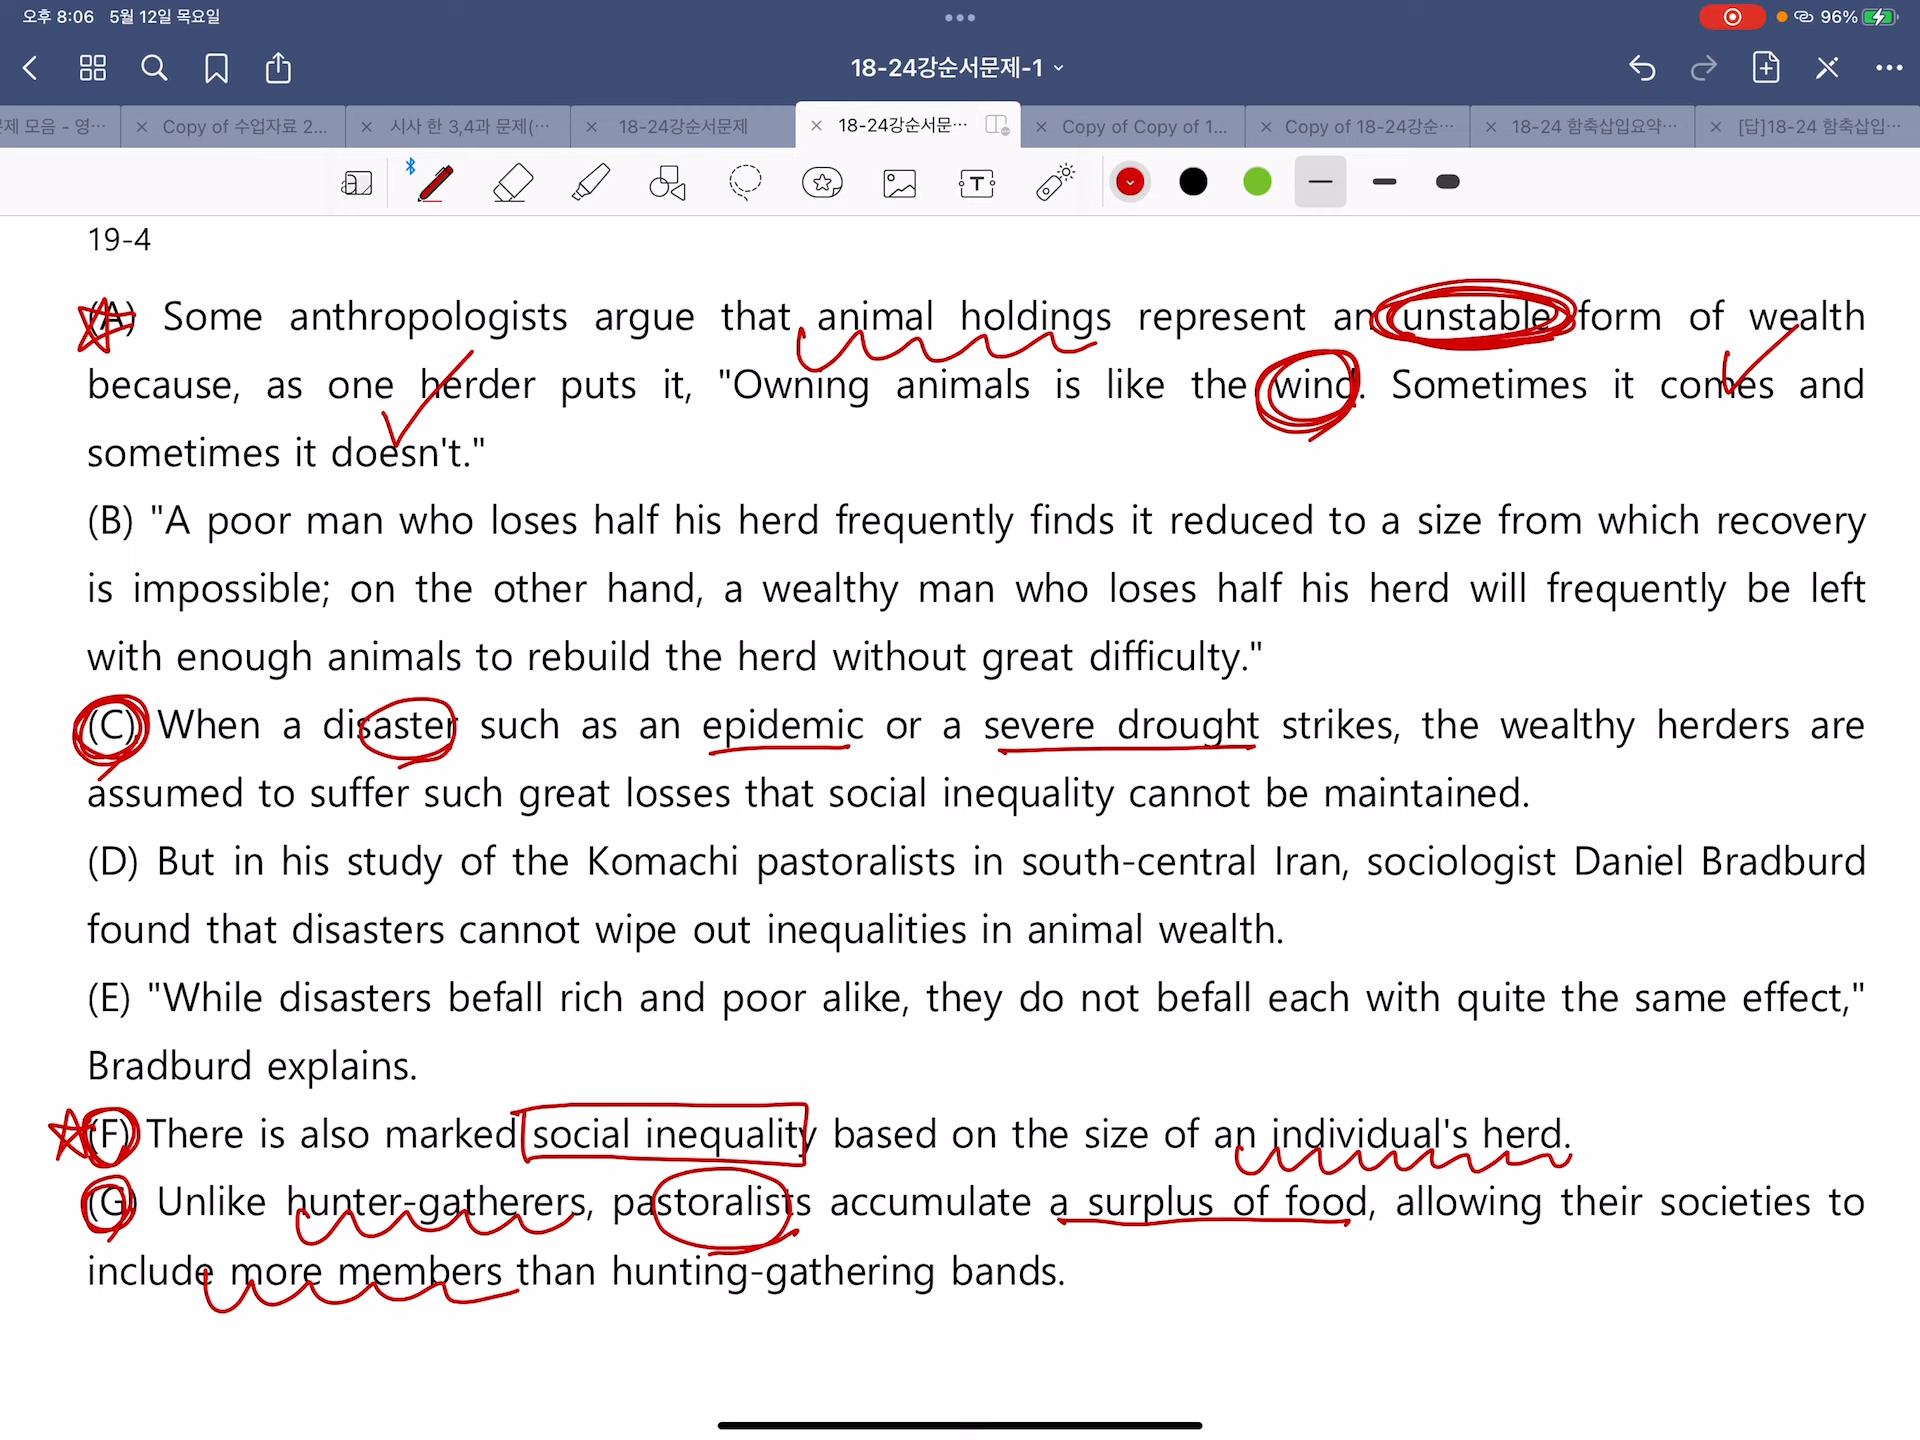 오후 8:06 5월 12일 목요일
96%
18-24강순서문제-1
제 모음 - 영…
Copy of 수업자료 2...
시사 한 3,4과 문제(…
18-24강순서문제
18-24강순서문…
Copy of Copy of 1...
Copy of 18-24강순…
18-24 함축삽입요약…
[답]18-24 함축삽입…
19-4
(A) Some anthropologists argue that animal holdings represent an unstable form of wealth
because, as one herder puts it, "Owning animals is like the wind. Sometimes it comes and
sometimes it doesn't."
(B) "A poor man who loses half his herd frequently finds it reduced to a size from which recovery
is impossible; on the other hand, a wealthy man who loses half his herd will frequently be left
with enough animals to rebuild the herd without great difficulty."
(C) When a disaster such as an epidemic or a severe drought strikes, the wealthy herders are
assumed to suffer such great losses that social inequality cannot be maintained.
(D) But in his study of the Komachi pastoralists in south-central Iran, sociologist Daniel Bradburd
found that disasters cannot wipe out inequalities in animal wealth.
(E) "While disasters befall rich and poor alike, they do not befall each with quite the same effect,"
Bradburd explains.
(F) There is also marked social inequality based on the size of an individual's herd.
(G) Unlike hunter-gatherers, pastoralists accumulate a surplus of food, allowing their societies to
include more members than hunting-gathering bands.